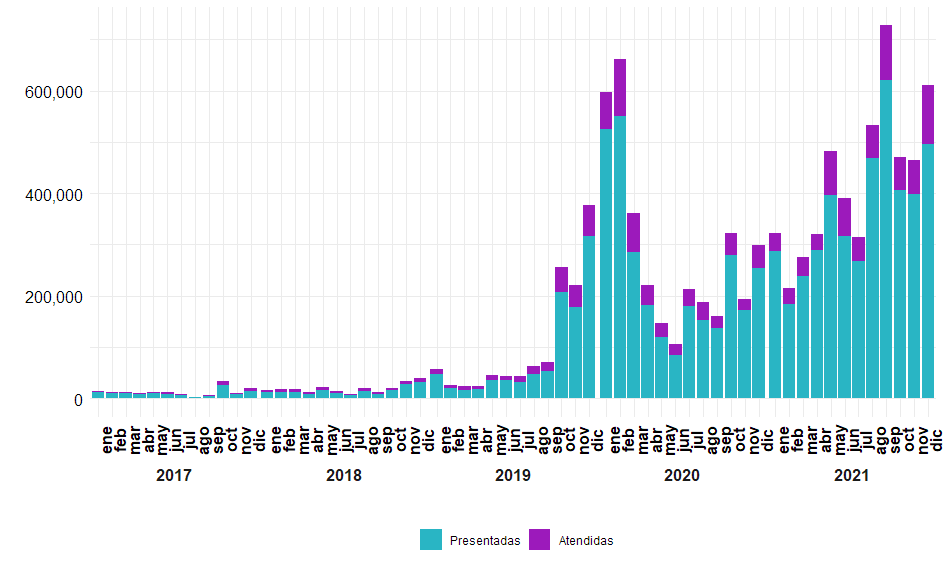 600,000
400,000
200,000
0
ene feb mar abr may jun jul ago sep oct nov dic ene feb mar abr may jun jul ago sep oct nov dic ene feb mar abr may jun jul ago sep oct nov dic ene feb mar abr may jun jul ago sep oct nov dic ene feb mar abr may jun jul ago sep oct nov dic
2017 2018 2019 2020 2021
Presentadas Atendidas